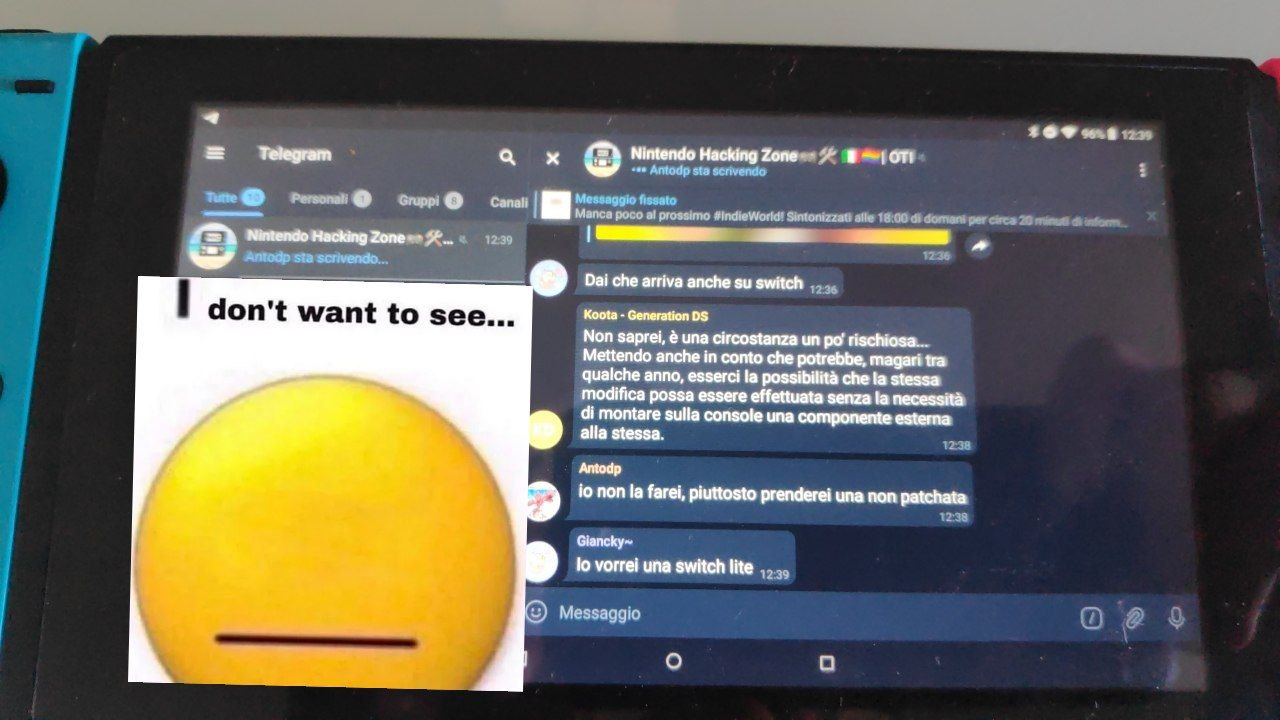 96% 12:39
Telegram
Tutte
Personali 1
Gruppi 8
Canali
Nintendo Hacking Zone ... 12:39
Antodp sta scrivendo...
I don't want to see...
Nintendo Hacking Zone | OTI
Antodp sta scrivendo
Messaggio fissato
Manca poco al prossimo #IndieWorld! Sintonizzati alle 18:00 di domani per circa 20 minuti di inform...
12:36
Dai che arriva anche su switch 12:36
Koota - Generation DS
Non saprei, è una circostanza un po' rischiosa...
Mettendo anche in conto che potrebbe, magari tra
qualche anno, esserci la possibilità che la stessa
modifica possa essere effettuata senza la necessità
di montare sulla console una componente esterna
alla stessa.
12:38
Antodp
io non la farei, piuttosto prenderei una non patchata
12:38
Giancky~
Io vorrei una switch lite 12:39
Messaggio